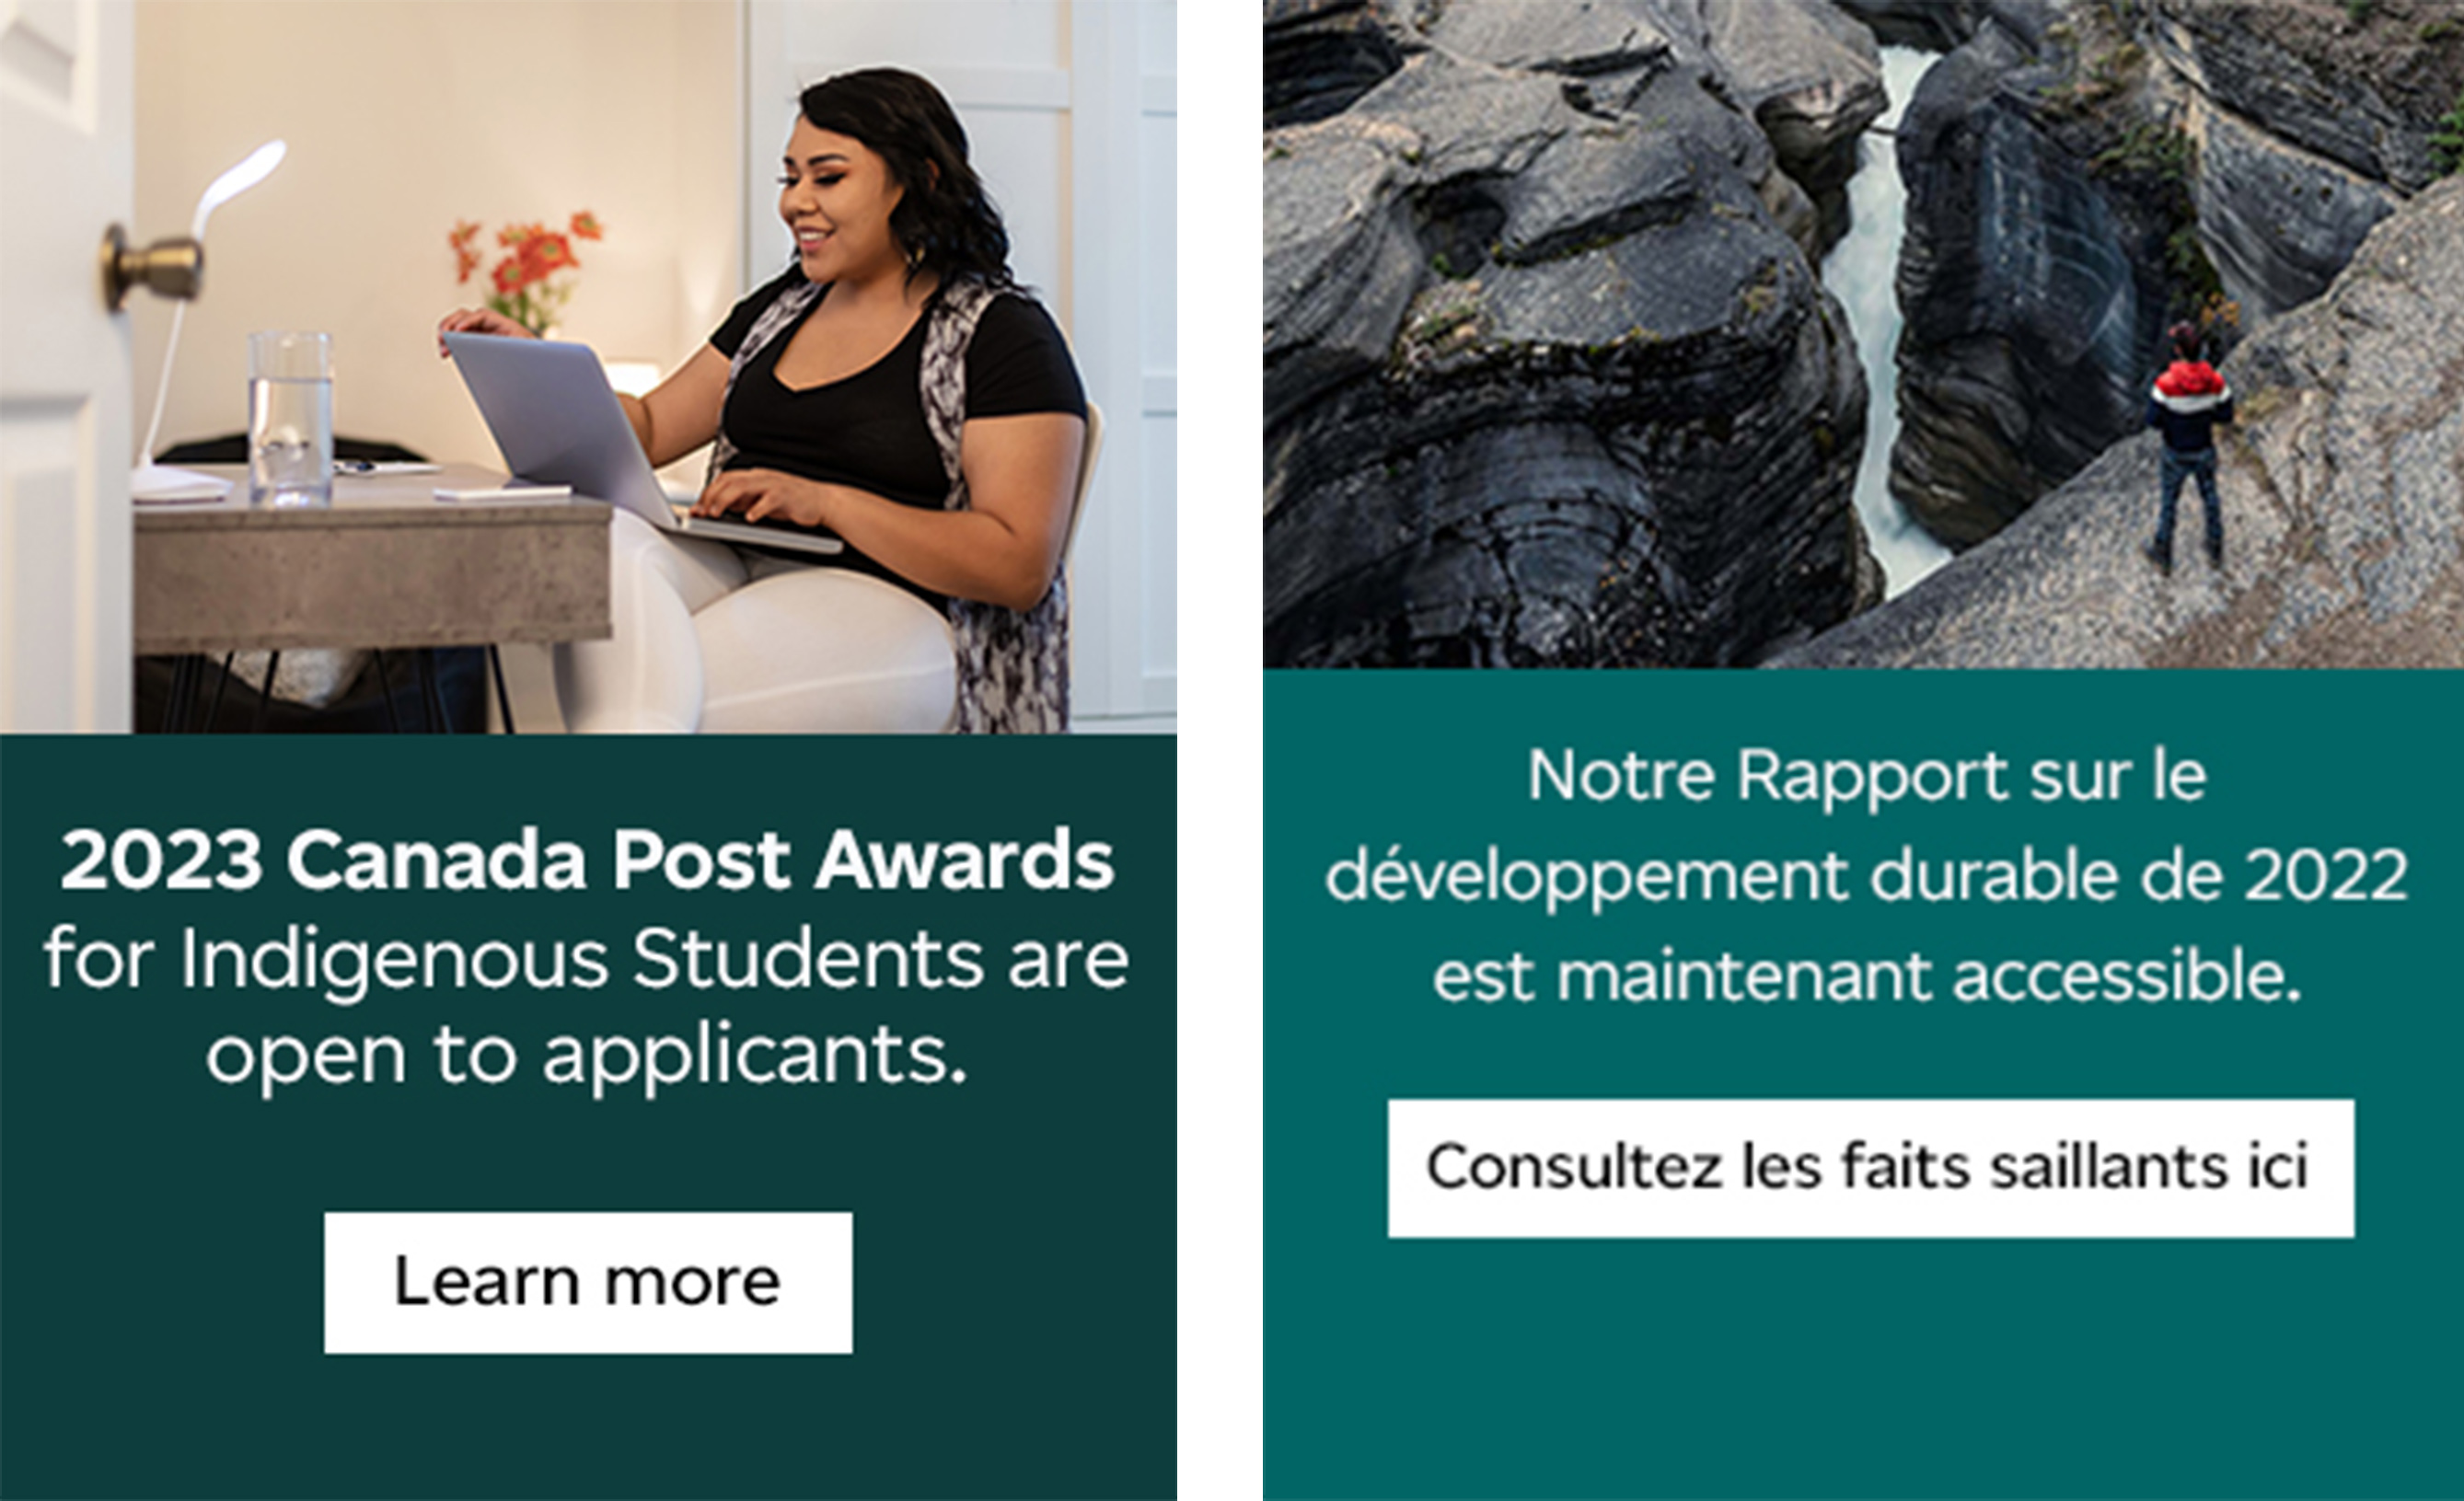 2023 Canada Post Awards
for Indigenous Students are
open to applicants.
Learn more
Notre Rapport sur le
développement durable de 2022
est maintenant accessible.
Consultez les faits saillants ici